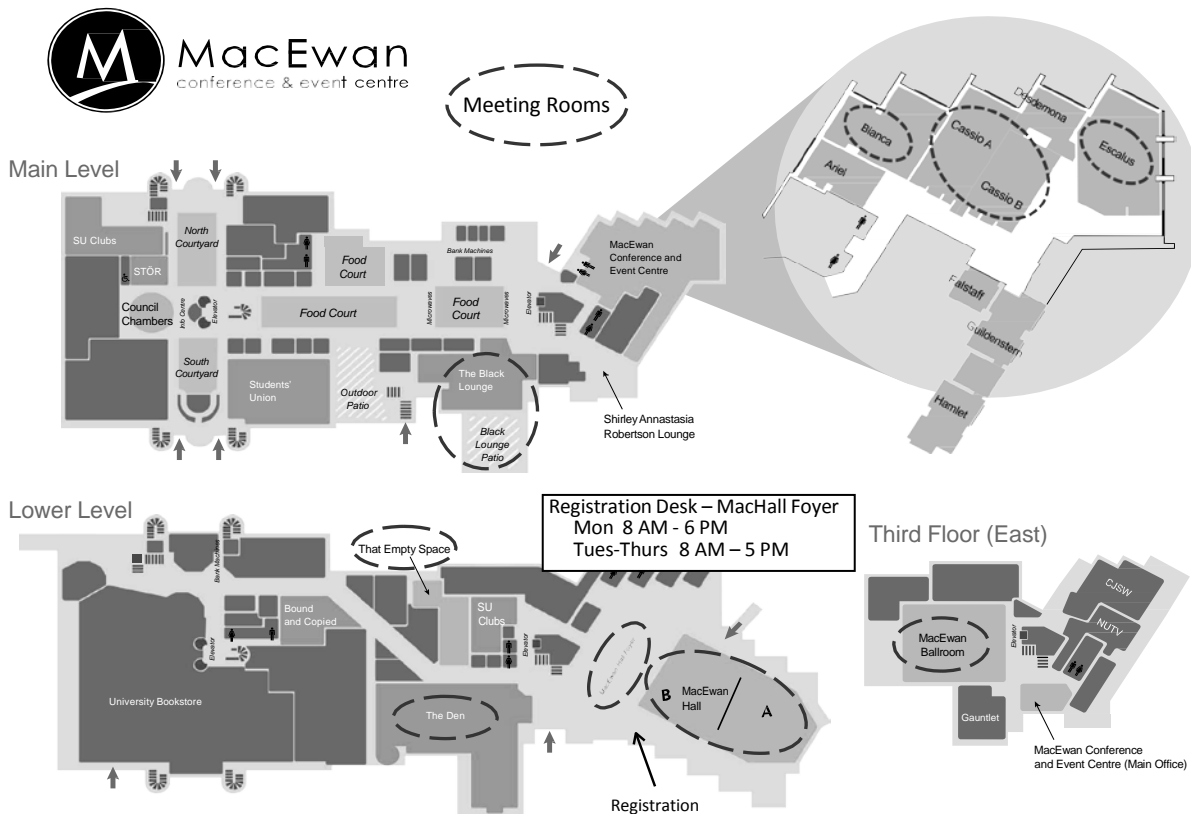 MacEwan
conference & event centre
Meeting Rooms
Main Level
SU Clubs
North
Courtyard
STÖR
Council
Chambers
Info Centre
Elevator
South
Courtyard
Students'
Union
Food
Court
Food Court
Outdoor
Patio
Bank Machines
Microwaves
Food
Court
Microwaves
Elevator
The Black
Lounge
Black
Lounge
Patio
MacEwan
Conference and
Event Centre
Shirley Annastasia
Robertson Lounge
Bianca
Ariel
Cassio A
Cassio B
Desdemona
Escalus
Falstaff
Guildenstern
Hamlet
Lower Level
Bank Machines
Elevator
Bound
and Copied
University Bookstore
That Empty Space
SU
Clubs
Elevator
The Den
MacEwan Hall Foyer
B
MacEwan
Hall
A
Registration
Registration Desk – MacHall Foyer
Mon 8 AM - 6 PM
Tues-Thurs 8 AM – 5 PM
Third Floor (East)
MacEwan
Ballroom
Elevator
CJSW
NUTV
Gauntlet
MacEwan Conference
and Event Centre (Main Office)